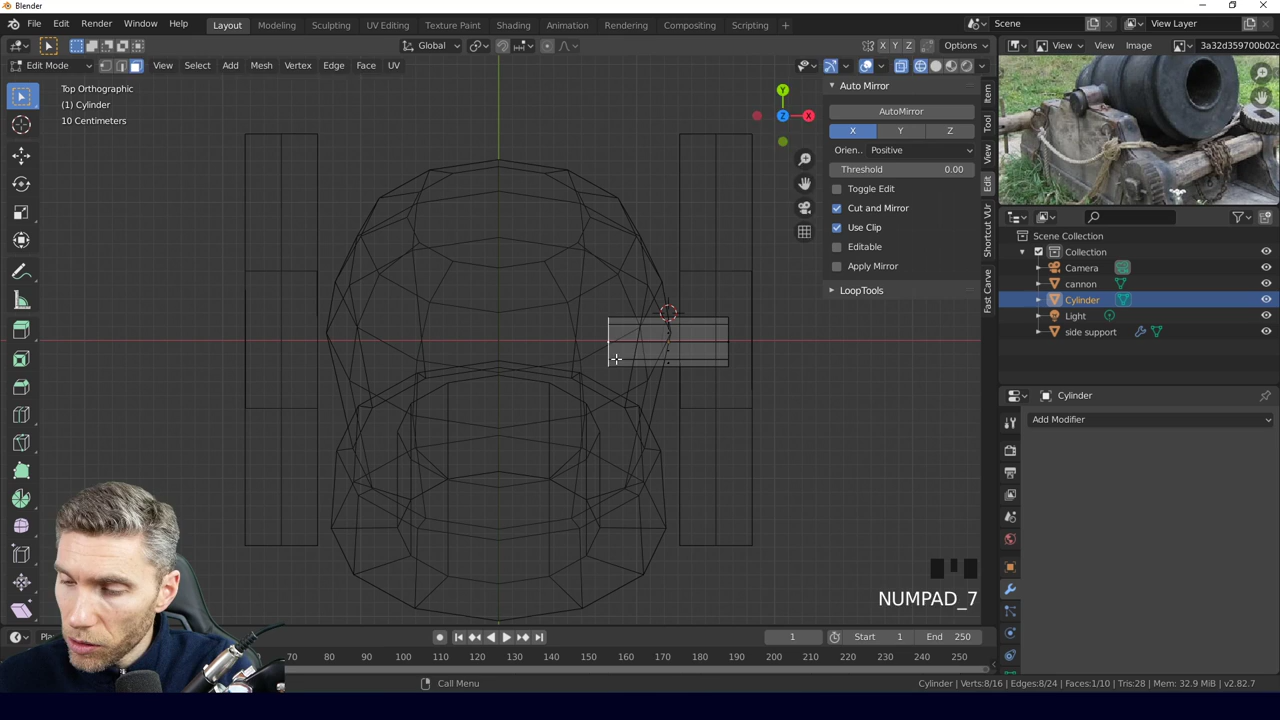 Blender
File Edit Render Window Help
Layout Modeling Sculpting UV Editing Texture Paint Shading Animation Rendering Compositing Scripting
Scene
View Layer
Global
X Y Z
Options
View
View Image
3a32d359700b02c
Edit Mode
View Select Add Mesh Vertex Edge Face UV
Top Orthographic
(1) Cylinder
10 Centimeters
Y
Z
X
Auto Mirror
AutoMirror
X Y Z
Orien.. Positive
Threshold 0.00
Toggle Edit
Cut and Mirror
Use Clip
Editable
Apply Mirror
LoopTools
Item
Tool
View
Edit
Shortcut VUr
Fast Carve
Scene Collection
Collection
Camera
cannon
Cylinder
Light
side support
Cylinder
Add Modifier
NUMPAD_7
1
Start 1
End 250
70 80 90 100 110 120 130 140 150 160 170 180 190 200 210 220 230 240 250
Call Menu
Cylinder | Verts:8/16 | Edges:8/24 | Faces:1/10 | Tris:28 | Mem: 32.9 MiB | v2.82.7